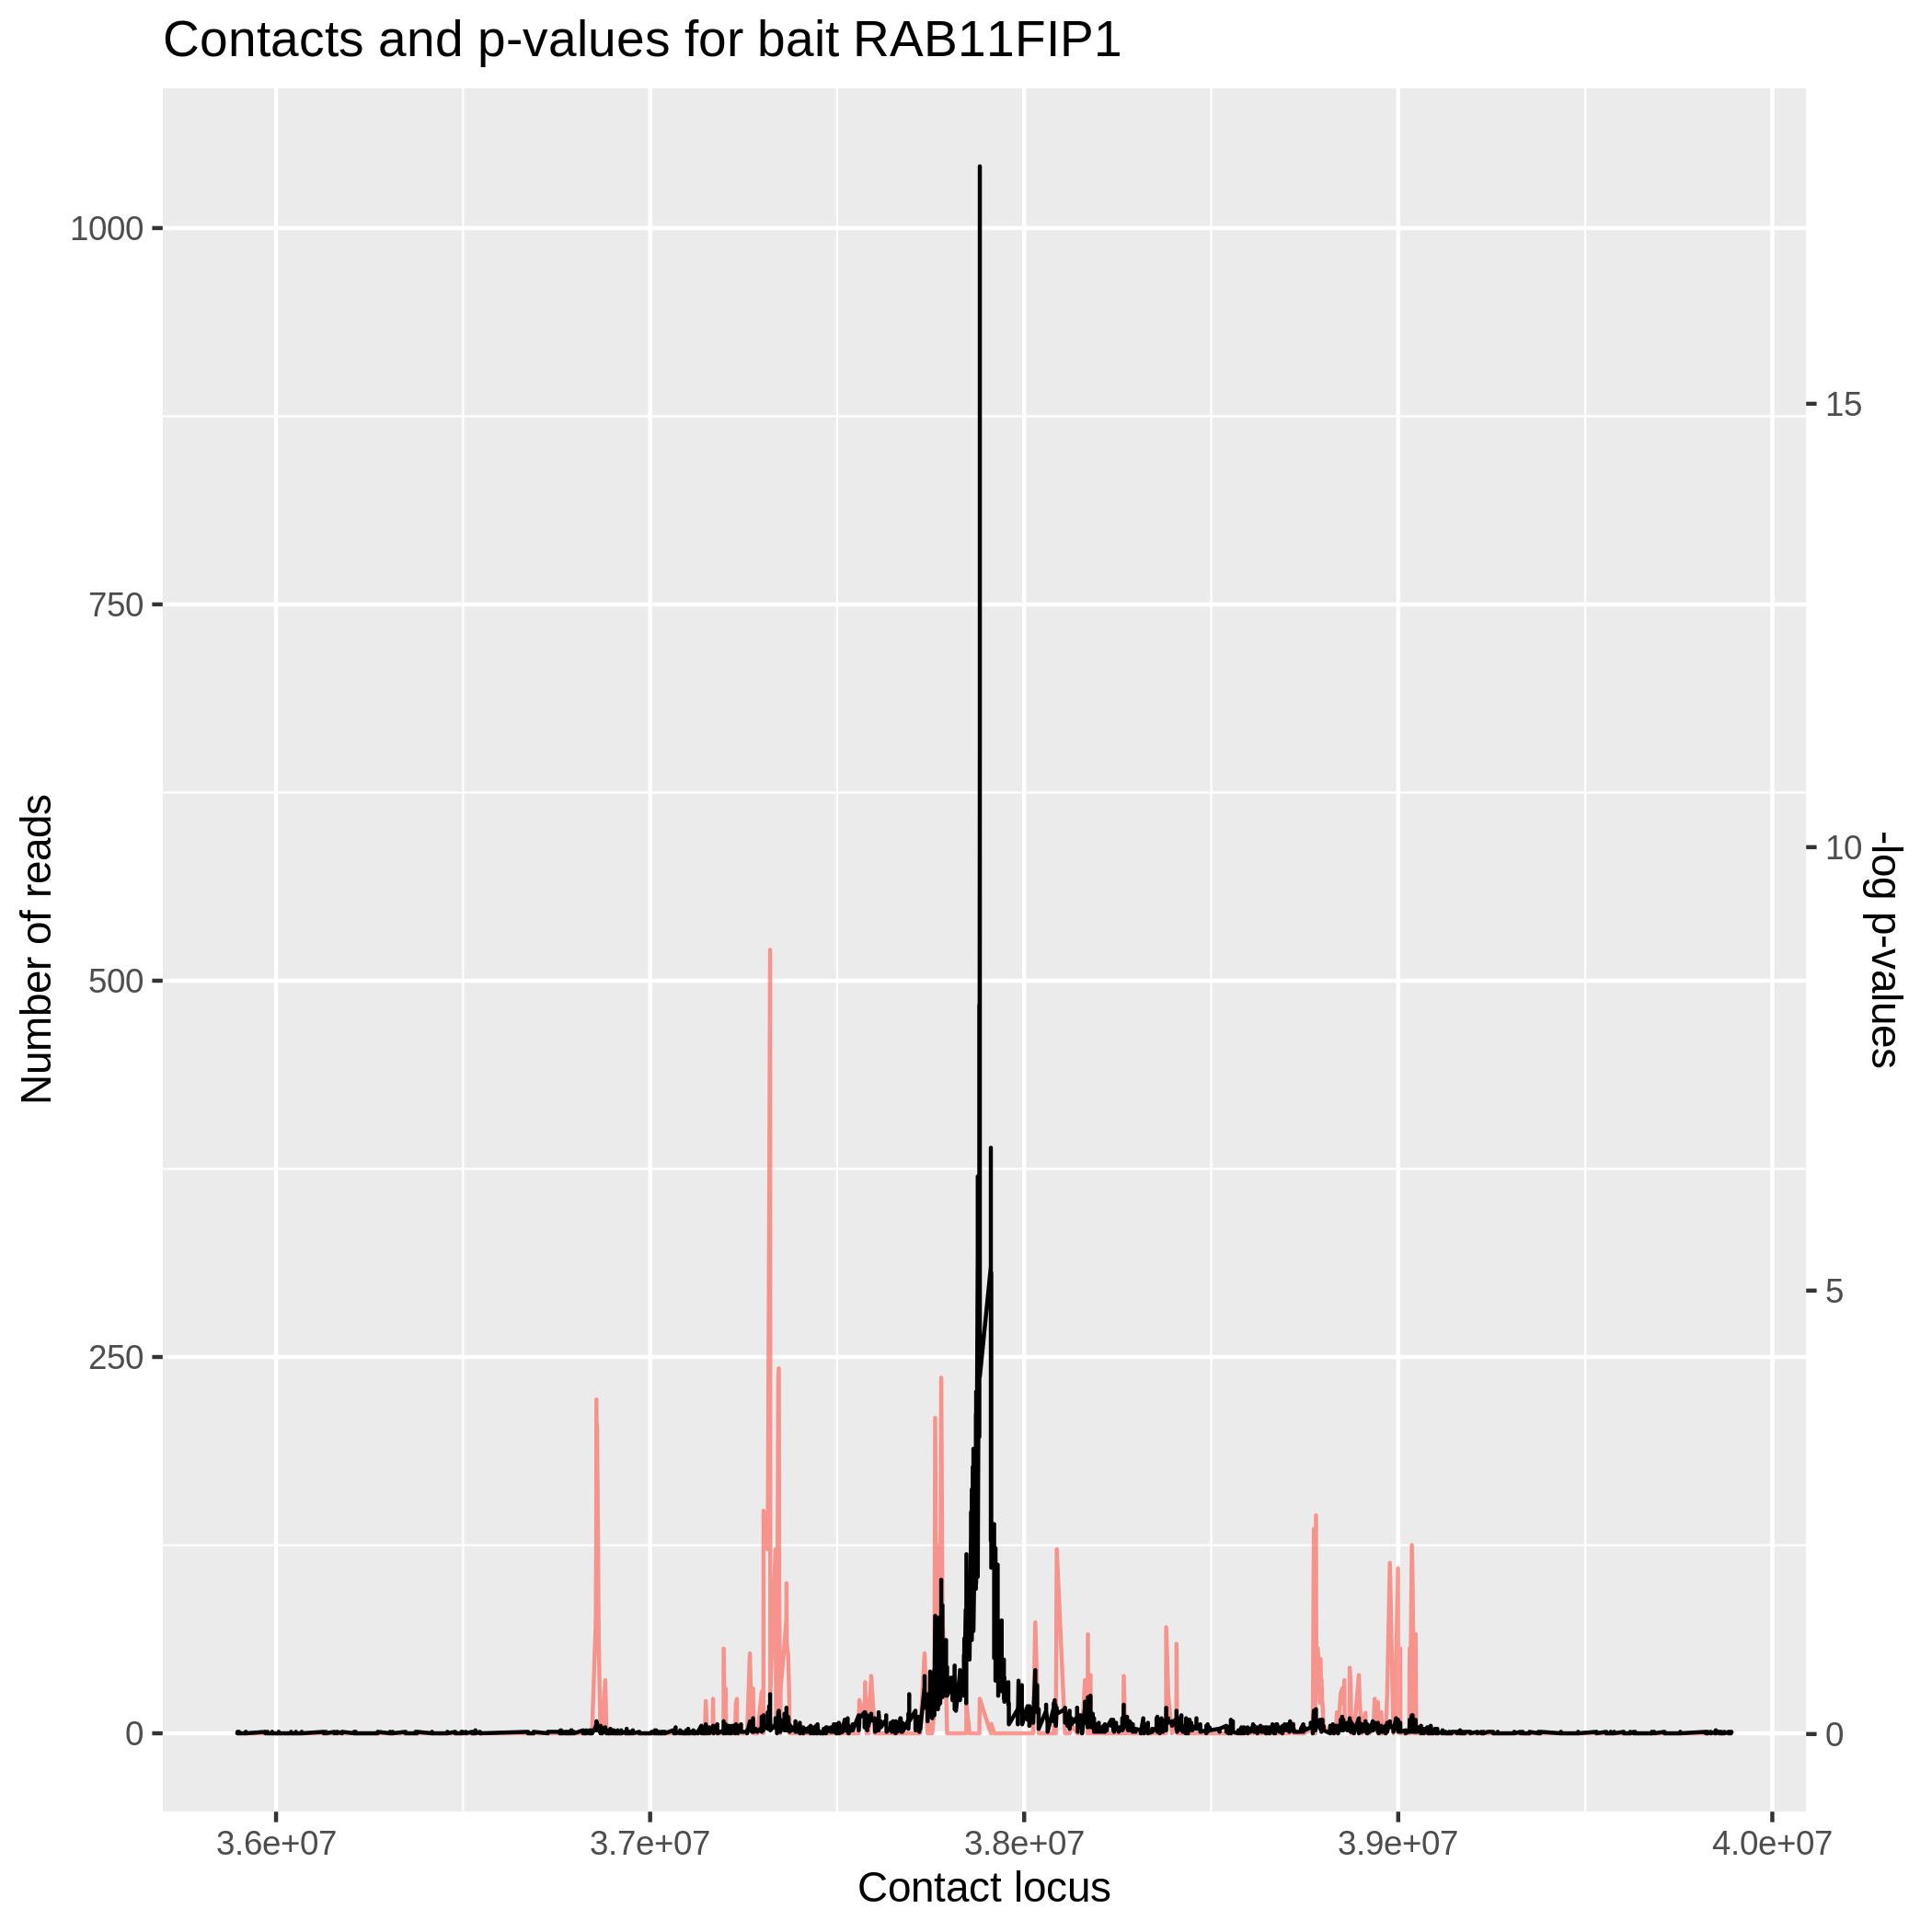 Contacts and p-values for bait RAB11FIP1
1000
750
500
250
0
Number of reads
15
10
5
0
-log p-values
3.6e+07
3.7e+07
3.8e+07
3.9e+07
4.0e+07
Contact locus